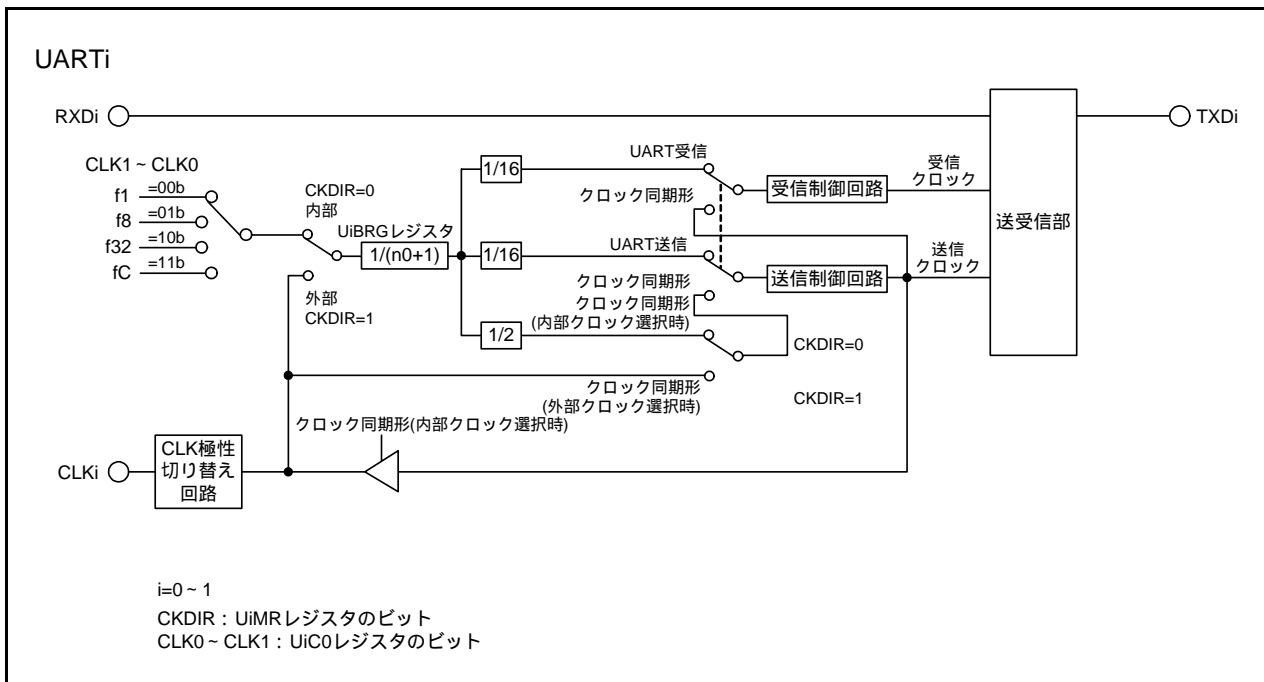 UARTi
RXDi
TXDi
CLK1 ~ CLK0
f1 =00b
f8 =01b
f32 =10b
fC =11b
CKDIR=0
内部
外部
CKDIR=1
UiBRGレジスタ
1/(n0+1)
1/16
UART受信
クロック同期形
受信制御回路
受信
クロック
1/16
UART送信
クロック同期形
送信制御回路
送信
クロック
送受信部
クロック同期形
(内部クロック選択時)
1/2
CKDIR=0
クロック同期形
(外部クロック選択時)
CKDIR=1
クロック同期形(内部クロック選択時)
CLKi
CLK極性
切り替え
回路
i=0 ~ 1
CKDIR : UiMRレジスタのビット
CLK0 ~ CLK1 : UiC0レジスタのビット